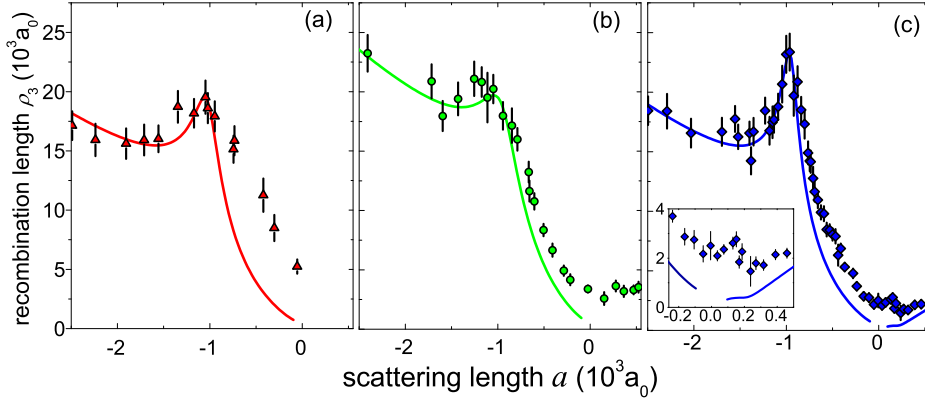 recombination length ρ₃ (10³a₀)
25
20
15
10
5
0
(a)
(b)
(c)
4
2
0
-0.2 0.0 0.2 0.4
-2 -1 0
-2 -1 0
-2 -1 0
scattering length a (10³a₀)